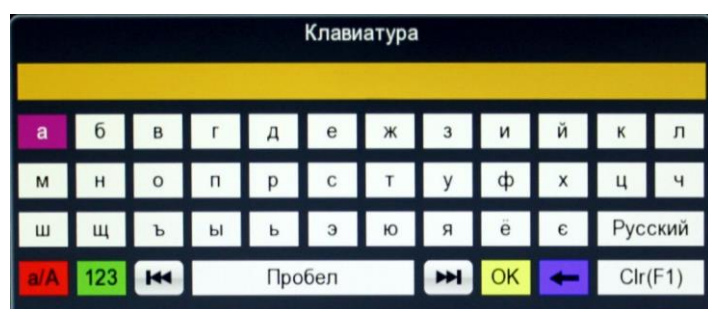 Клавиатура
а б в г д е ж з и й к л
м н о п р с т у ф х ц ч
ш щ ъ ы ь э ю я ё є Русский
a/A 123 Пробел OK Clr(F1)